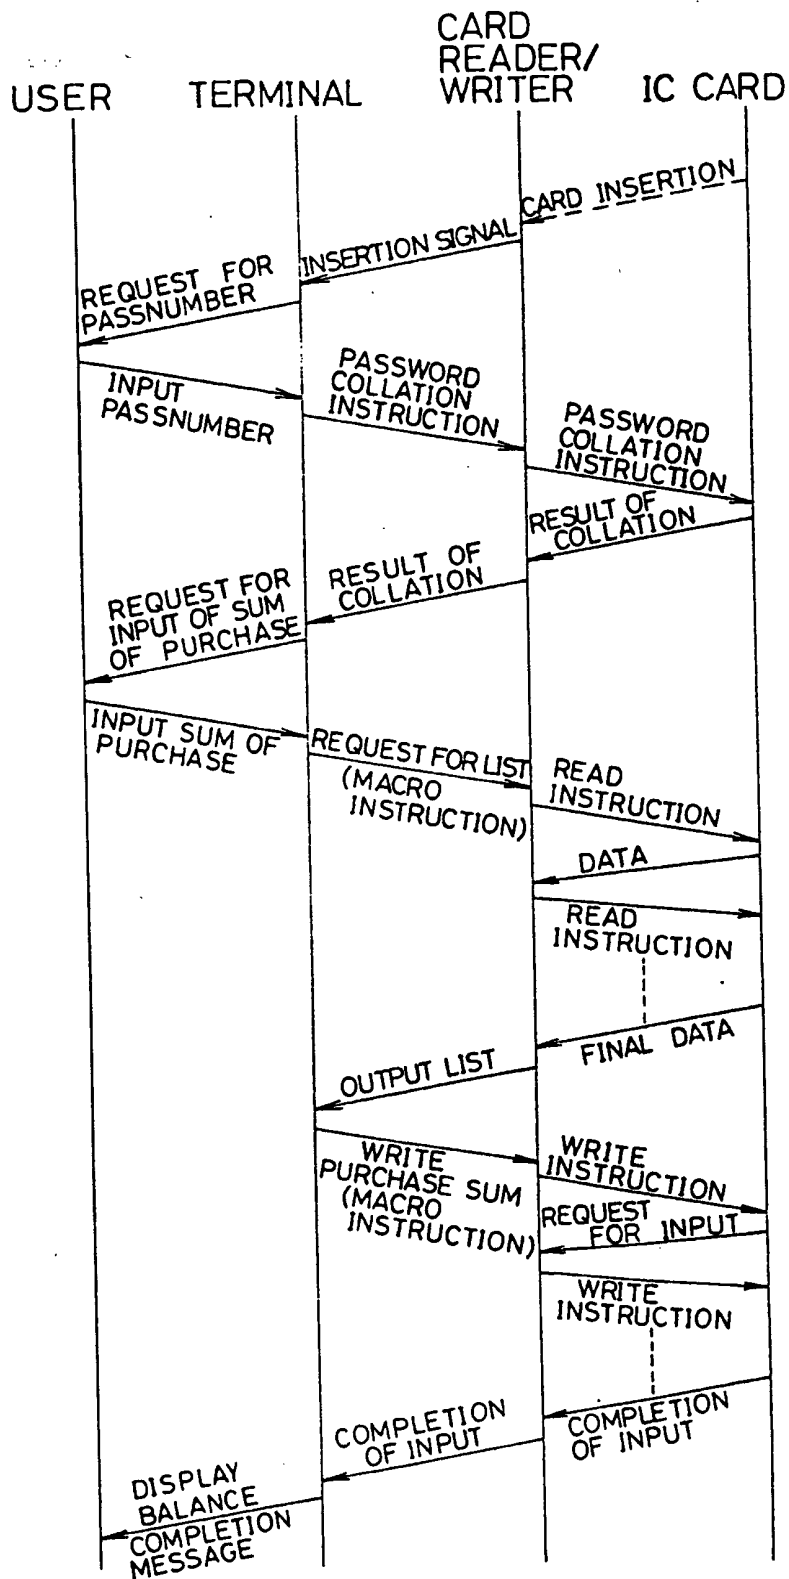 CARD
READER/
WRITER
USER
TERMINAL
IC CARD
CARD INSERTION
INSERTION SIGNAL
REQUEST FOR
PASSNUMBER
INPUT
PASSNUMBER
PASSWORD
COLLATION
INSTRUCTION
PASSWORD
COLLATION
INSTRUCTION
RESULT OF
COLLATION
RESULT OF
COLLATION
REQUEST FOR
INPUT OF SUM
OF PURCHASE
INPUT SUM OF
PURCHASE
REQUEST FOR LIST
(MACRO
INSTRUCTION)
READ
INSTRUCTION
DATA
READ
INSTRUCTION
FINAL DATA
OUTPUT LIST
WRITE
PURCHASE SUM
(MACRO
INSTRUCTION)
WRITE
INSTRUCTION
REQUEST
FOR INPUT
WRITE
INSTRUCTION
COMPLETION
OF INPUT
COMPLETION
OF INPUT
DISPLAY
BALANCE
COMPLETION
MESSAGE